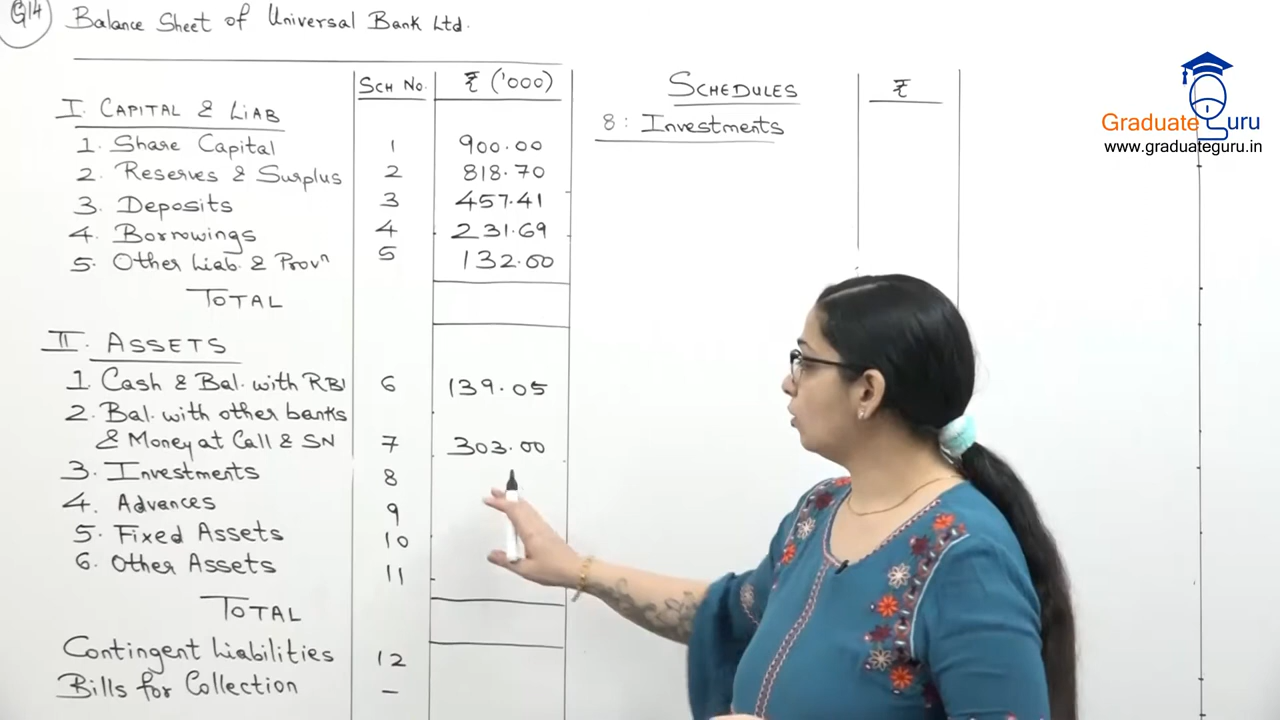 Q14
Balance Sheet of Universal Bank Ltd.
SCH NO. ₹ ('000)
I. CAPITAL & LIAB
1. Share Capital 1 900.00
2. Reserves & Surplus 2 818.70
3. Deposits 3 457.41
4. Borrowings 4 231.69
5. Other Liab. & Provⁿ 5 132.00
TOTAL
II. ASSETS
1. Cash & Bal. with RBI 6 139.05
2. Bal. with other banks
& Money at Call & SN 7 303.00
3. Investments 8
4. Advances 9
5. Fixed Assets 10
6. Other Assets 11
TOTAL
Contingent Liabilities 12
Bills for Collection –
SCHEDULES ₹
8: Investments
Graduate Guru
www.graduateguru.in